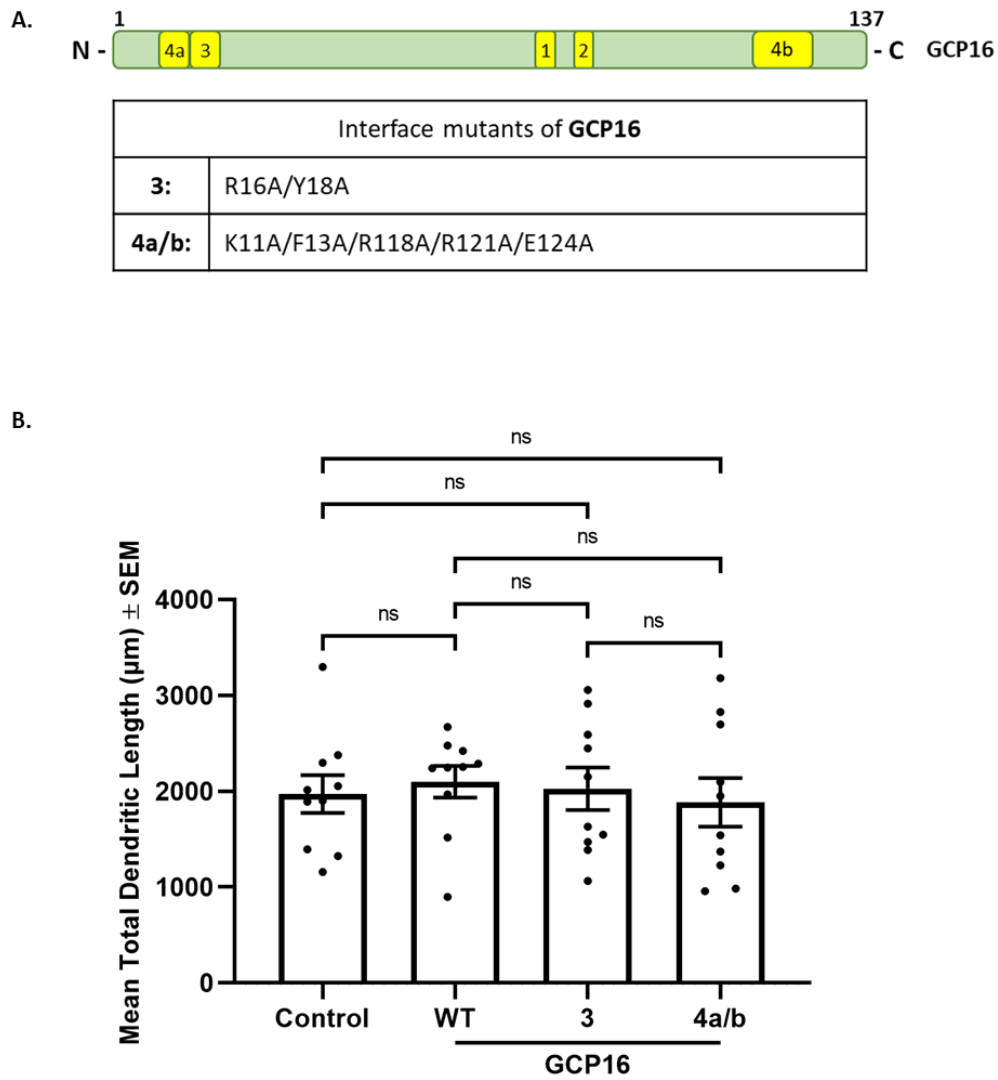 A.
1 137
N - 4a 3 1 2 4b - C GCP16
Interface mutants of GCP16
3: R16A/Y18A
4a/b: K11A/F13A/R118A/R121A/E124A
B.
ns
ns
ns
ns
ns ns
Mean Total Dendritic Length (µm) ± SEM
4000
3000
2000
1000
0
Control WT 3 4a/b
GCP16